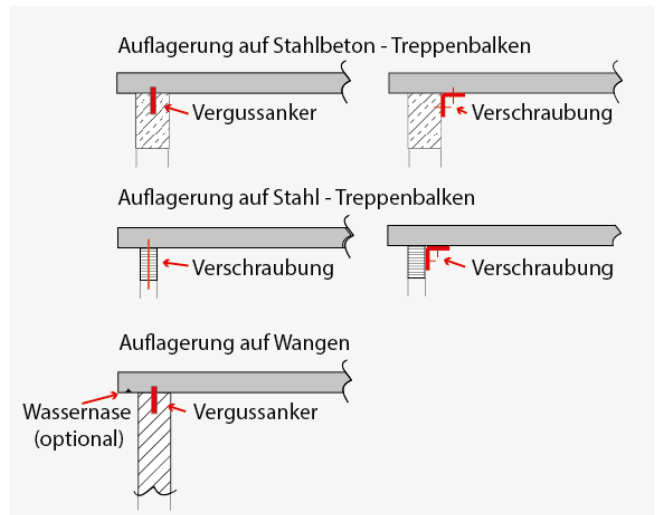 Auflagerung auf Stahlbeton - Treppenbalken
Vergussanker
Verschraubung
Auflagerung auf Stahl - Treppenbalken
Verschraubung
Verschraubung
Auflagerung auf Wangen
Wassernase
(optional)
Vergussanker